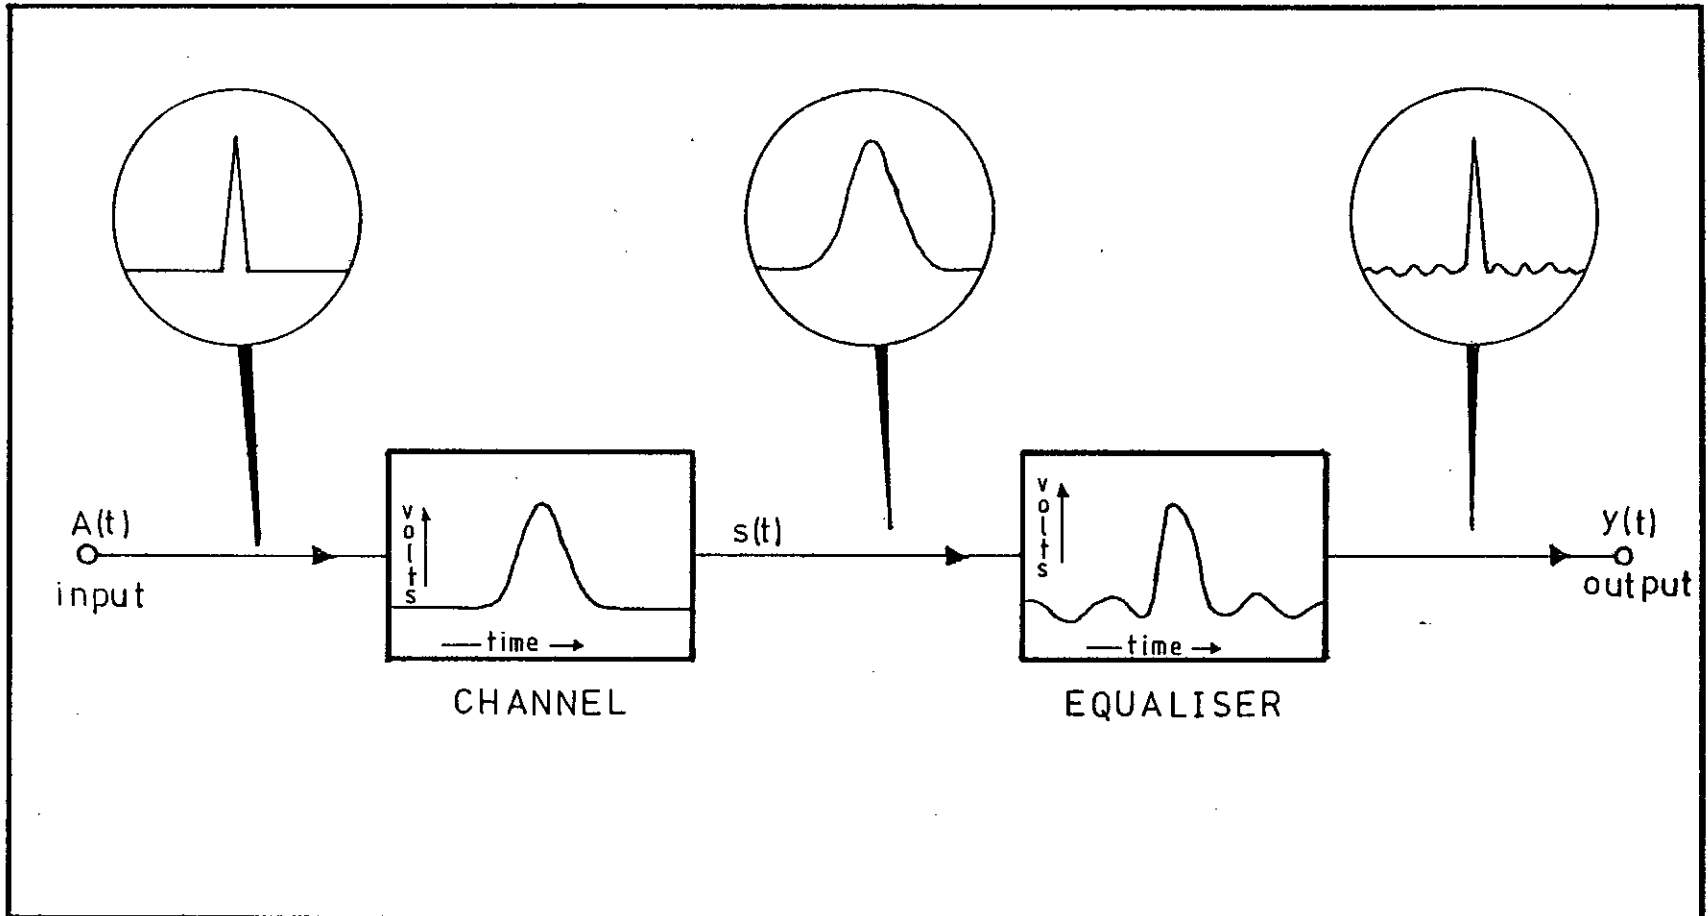 A(t)
input
volts
time
CHANNEL
s(t)
volts
time
EQUALISER
y(t)
output